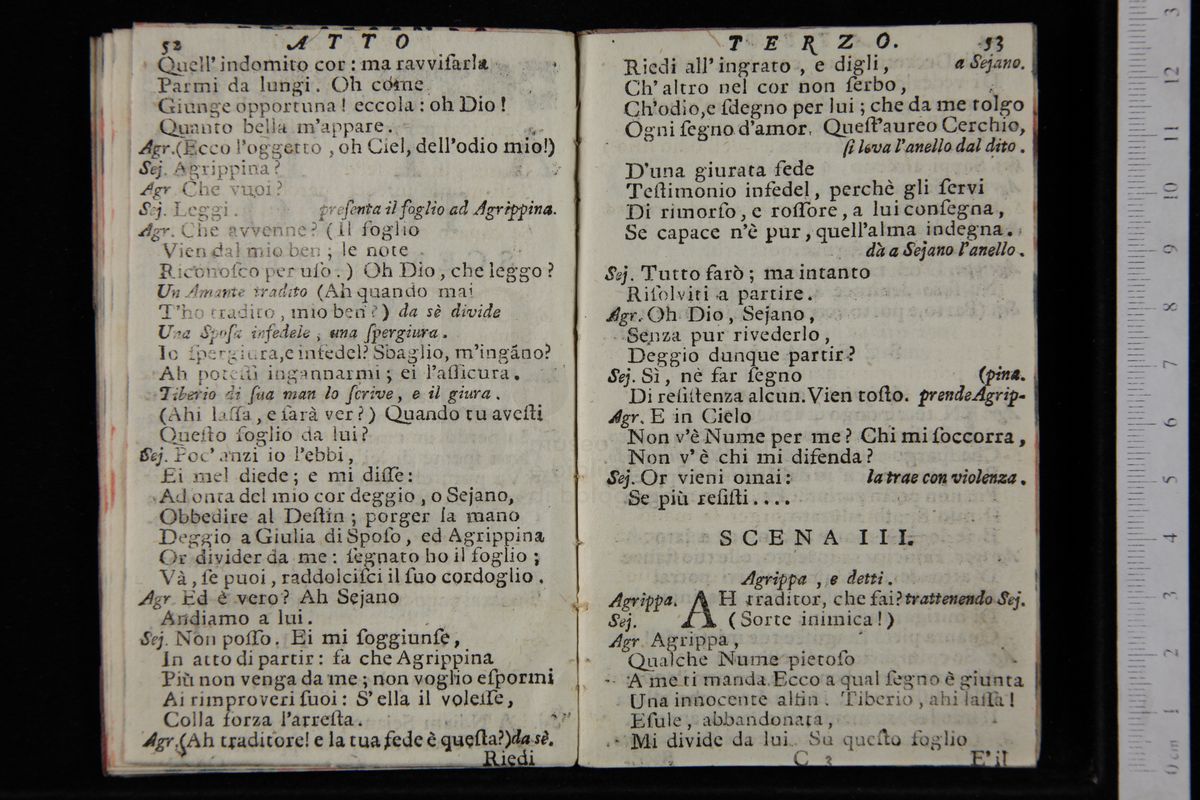 52 ATTO
Quell' indomito cor : ma ravviſarla
Parmi da lungi. Oh come
Giunge opportuna ! eccola : oh Dio !
Quanto bella m'appare.
Agr.(Ecco l'oggetto , oh Ciel, dell'odio mio!)
Sej. Agrippina ?
Agr. Che vuoi ?
Sej. Leggi . preſenta il foglio ad Agrippina.
Agr. Che avvenne ? (Il foglio
Vien dal mio ben ; le note
Riconoſco per uſo . ) Oh Dio , che leggo ?
Un Amante tradito (Ah quando mai
T'ho tradito , mio ben ? ) da sè divide
Una Spoſa infedele , una ſpergiura .
Io ſpergiura,e infedel? Sbaglio, m'ingãno?
Ah poteſſi ingannarmi ; ei l'aſſicura .
Tiberio di ſua man lo ſcrive , e il giura .
(Ahi laſſa , e ſarà ver ? ) Quando tu aveſti
Queſto foglio da lui ?
Sej. Poc' anzi io l'ebbi ,
Ei mel diede ; e mi diſſe :
Ad onta del mio cor deggio , o Sejano,
Obbedire al Deſtin ; porger la mano
Deggio a Giulia di Spoſo , ed Agrippina
Or divider da me : ſegnato ho il foglio ;
Và , ſe puoi , raddolciſci il ſuo cordoglio .
Agr. Ed è vero ? Ah Sejano
Andiamo a lui .
Sej. Non poſſo . Ei mi ſoggiunſe ,
In atto di partir : fa che Agrippina
Più non venga da me ; non voglio eſpormi
Ai rimproveri ſuoi : S'ella il voleſſe ,
Colla forza l'arreſta .
Agr.(Ah traditore! e la tua fede è queſta?)da sè.
Riedi
TERZO. 53
Riedi all' ingrato , e digli , a Sejano.
Ch' altro nel cor non ſerbo ,
Ch'odio,e ſdegno per lui ; che da me tolgo
Ogni ſegno d'amor. Queſt'aureo Cerchio,
ſi leva l'anello dal dito .
D'una giurata fede
Teſtimonio infedel , perchè gli ſervi
Di rimorſo , e roſſore , a lui conſegna ,
Se capace n'è pur , quell'alma indegna .
dà a Sejano l'anello .
Sej. Tutto farò ; ma intanto
Riſolviti a partire .
Agr. Oh Dio , Sejano ,
Senza pur rivederlo ,
Deggio dunque partir ?
Sej. Sì , nè far ſegno (pina.
Di reſiſtenza alcun. Vien toſto. prende Agrip-
Agr. E in Cielo
Non v'è Nume per me ? Chi mi ſoccorra ,
Non v' è chi mi difenda ?
Sej. Or vieni omai : la trae con violenza .
Se più reſiſti . . . .
SCENA III.
Agrippa , e detti .
Agrippa. AH traditor, che fai? trattenendo Sej.
Sej. (Sorte inimica ! )
Agr. Agrippa ,
Qualche Nume pietoſo
A me ti manda. Ecco a qual ſegno è giunta
Una innocente alfin . Tiberio , ahi laſſa !
Eſule , abbandonata ,
Mi divide da lui . Su queſto foglio
C 3 E' il